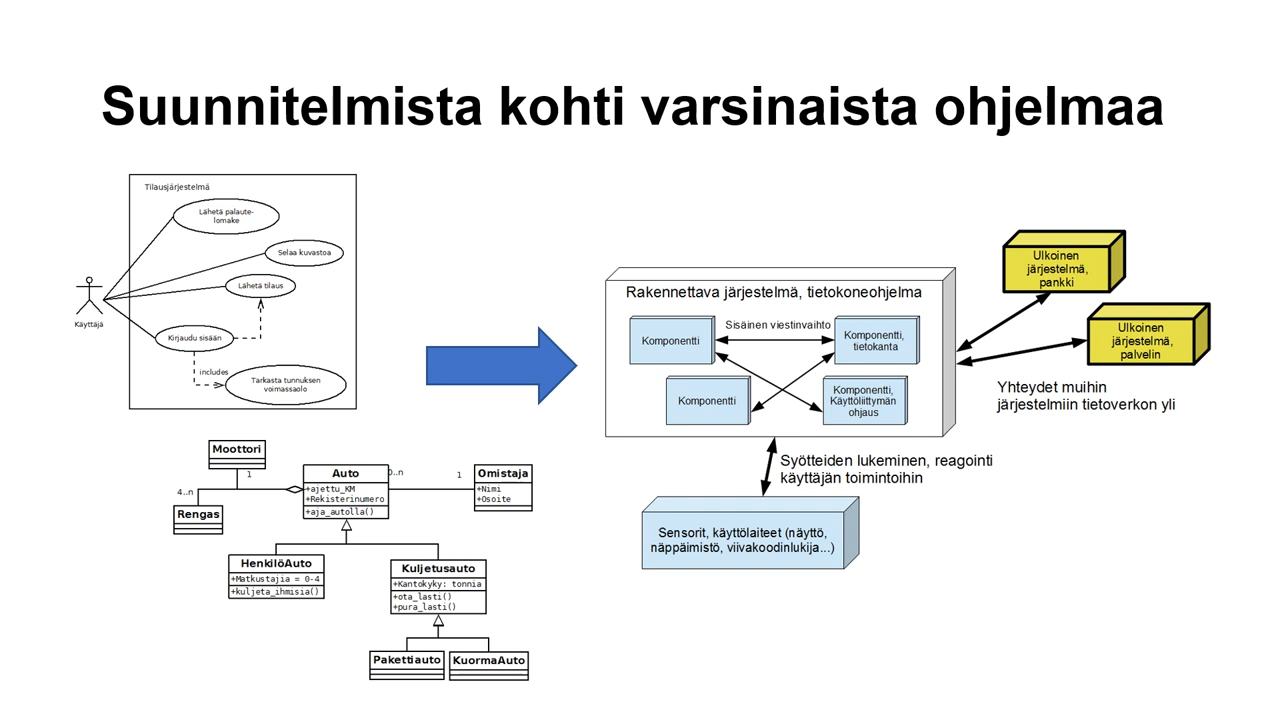 Suunnitelmista kohti varsinaista ohjelmaa
Tilausjärjestelmä
Lähetä palaute-
lomake
Selaa kuvastoa
Lähetä tilaus
Käyttäjä
Kirjaudu sisään
includes
Tarkasta tunnuksen
voimassaolo
Moottori
1
4..n
Rengas
Auto
+ajettu_KM
+Rekisterinumero
+aja_autolla()
0..n
1
Omistaja
+Nimi
+Osoite
HenkilöAuto
+Matkustajia = 0-4
+kuljeta_ihmisia()
Kuljetusauto
+Kantokyky: tonnia
+ota_lasti()
+pura_lasti()
Pakettiauto
KuormaAuto
Rakennettava järjestelmä, tietokoneohjelma
Sisäinen viestinvaihto
Komponentti
Komponentti,
tietokanta
Komponentti
Komponentti,
Käyttöliittymän
ohjaus
Ulkoinen
järjestelmä,
pankki
Ulkoinen
järjestelmä,
palvelin
Yhteydet muihin
järjestelmiin tietoverkon yli
Syötteiden lukeminen, reagointi
käyttäjän toimintoihin
Sensorit, käyttölaiteet (näyttö,
näppäimistö, viivakoodinlukija...)